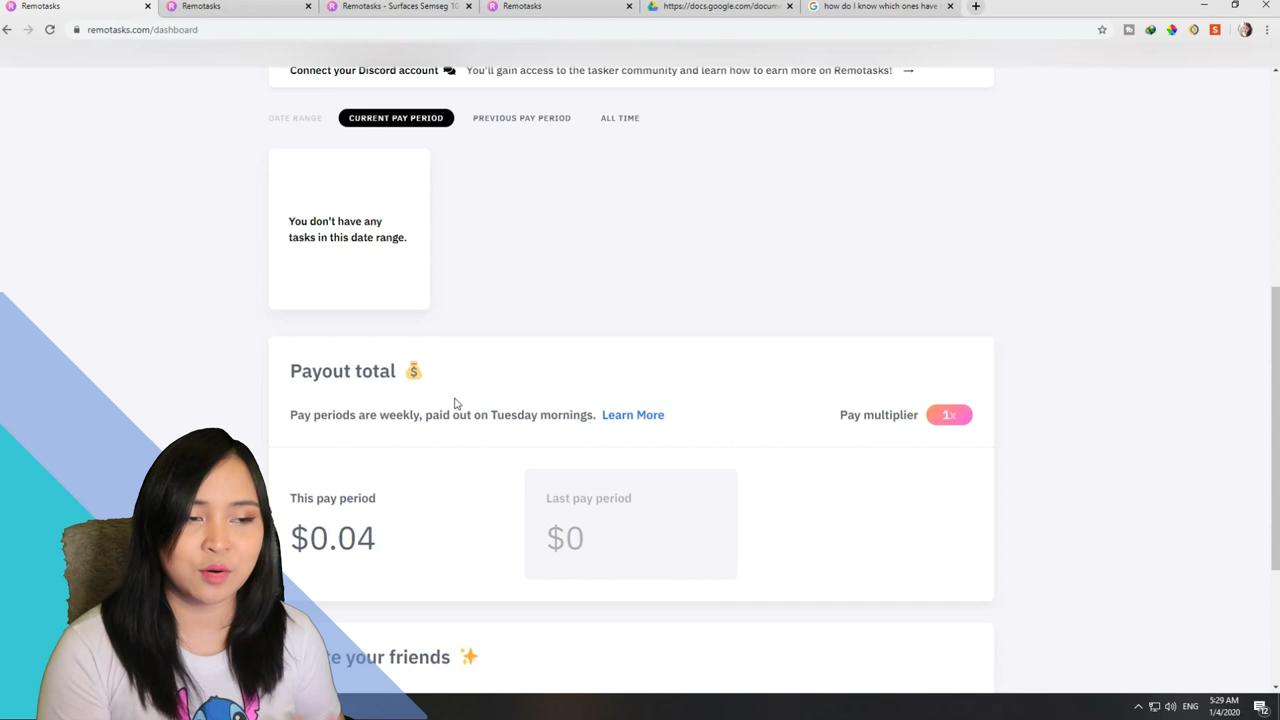 Remotasks
Remotasks
Remotasks - Surfaces Semseg 10
Remotasks
https://docs.google.com/docum
how do I know which ones have
remotasks.com/dashboard
Connect your Discord account You'll gain access to the tasker community and learn how to earn more on Remotasks! →
DATE RANGE CURRENT PAY PERIOD PREVIOUS PAY PERIOD ALL TIME
You don't have any
tasks in this date range.
Payout total
Pay periods are weekly, paid out on Tuesday mornings. Learn More
Pay multiplier 1x
This pay period
$0.04
Last pay period
$0
e your friends
ENG
5:29 AM
1/4/2020
12